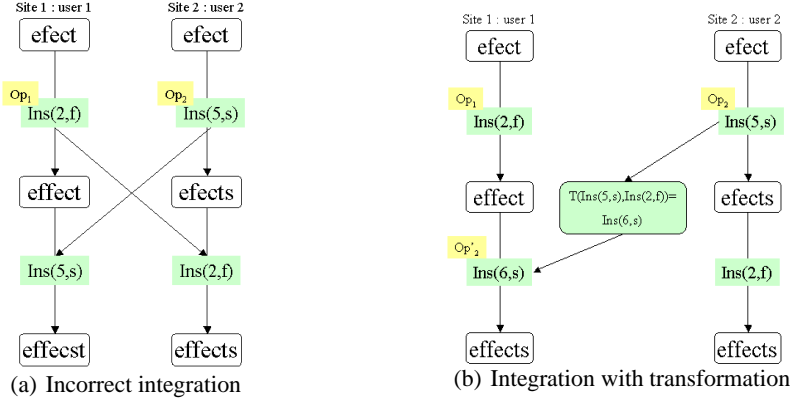 Site 1 : user 1
Site 2 : user 2
efect
efect
Op1
Ins(2,f)
Op2
Ins(5,s)
effect
efects
Ins(5,s)
Ins(2,f)
effecst
effects
(a) Incorrect integration
Site 1 : user 1
Site 2 : user 2
efect
efect
Op1
Ins(2,f)
Op2
Ins(5,s)
T(Ins(5,s),Ins(2,f))=
Ins(6,s)
effect
efects
Op'2
Ins(6,s)
Ins(2,f)
effects
effects
(b) Integration with transformation